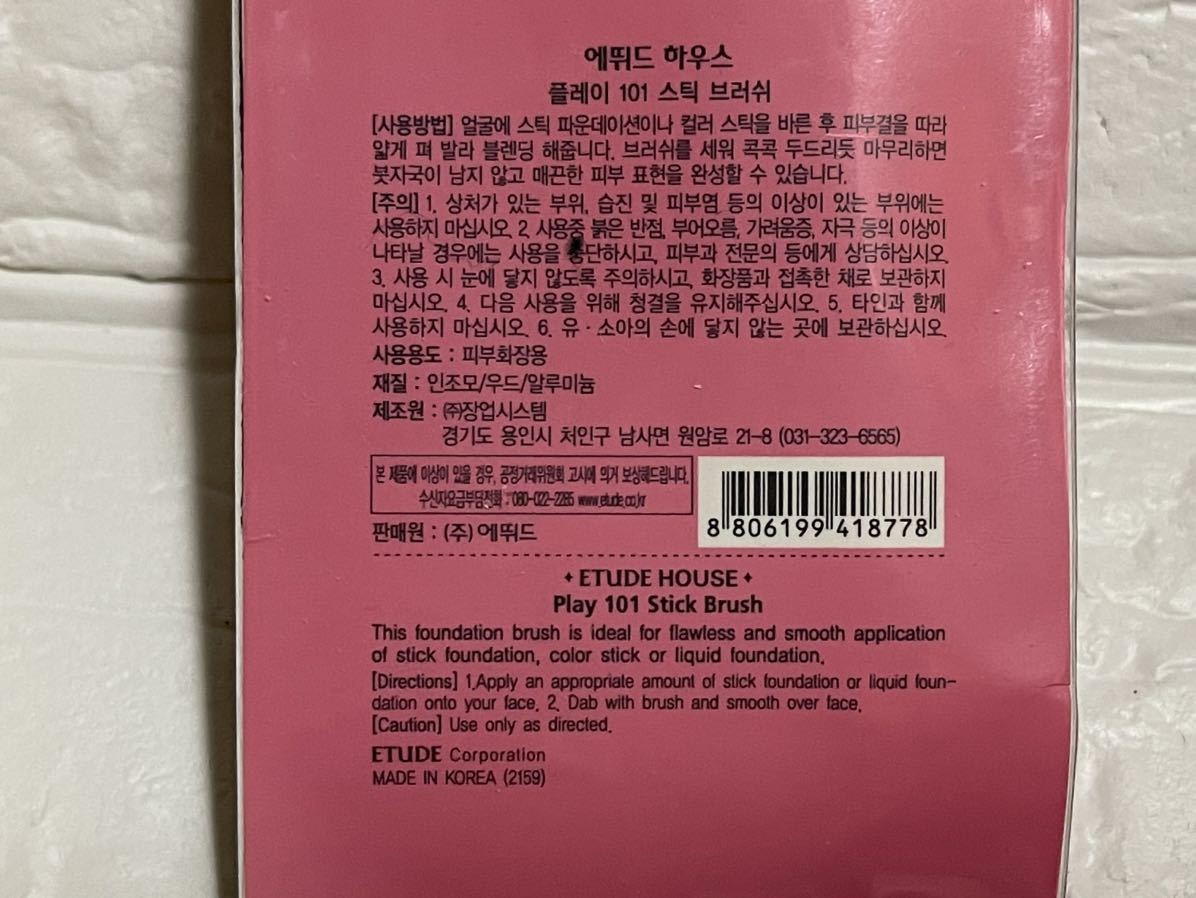 에뛰드 하우스
플레이 101 스틱 브러쉬
[사용방법] 얼굴에 스틱 파운데이션이나 컬러 스틱을 바른 후 피부결을 따라
얇게 펴 발라 블렌딩 해줍니다. 브러쉬를 세워 콕콕 두드리듯 마무리하면
붓자국이 남지 않고 매끈한 피부 표현을 완성할 수 있습니다.
[주의] 1. 상처가 있는 부위, 습진 및 피부염 등의 이상이 있는 부위에는
사용하지 마십시오. 2. 사용중 붉은 반점, 부어오름, 가려움증, 자극 등의 이상이
나타날 경우에는 사용을 중단하시고, 피부과 전문의 등에게 상담하십시오.
3. 사용 시 눈에 닿지 않도록 주의하시고, 화장품과 접촉한 채로 보관하지
마십시오. 4. 다음 사용을 위해 청결을 유지해주십시오. 5. 타인과 함께
사용하지 마십시오. 6. 유·소아의 손에 닿지 않는 곳에 보관하십시오.
사용용도 : 피부화장용
재질 : 인조모/우드/알루미늄
제조원 : ㈜장업시스템
경기도 용인시 처인구 남사면 원암로 21-8 (031-323-6565)
본 제품에 이상이 있을 경우, 공정거래위원회 고시에 의거 보상해드립니다.
수신자요금부담전화 : 080-022-2285 www.etude.co.kr
판매원 : (주) 에뛰드
8 806199 418778
ETUDE HOUSE
Play 101 Stick Brush
This foundation brush is ideal for flawless and smooth application
of stick foundation, color stick or liquid foundation.
[Directions] 1.Apply an appropriate amount of stick foundation or liquid foun-
dation onto your face. 2. Dab with brush and smooth over face.
[Caution] Use only as directed.
ETUDE Corporation
MADE IN KOREA (2159)